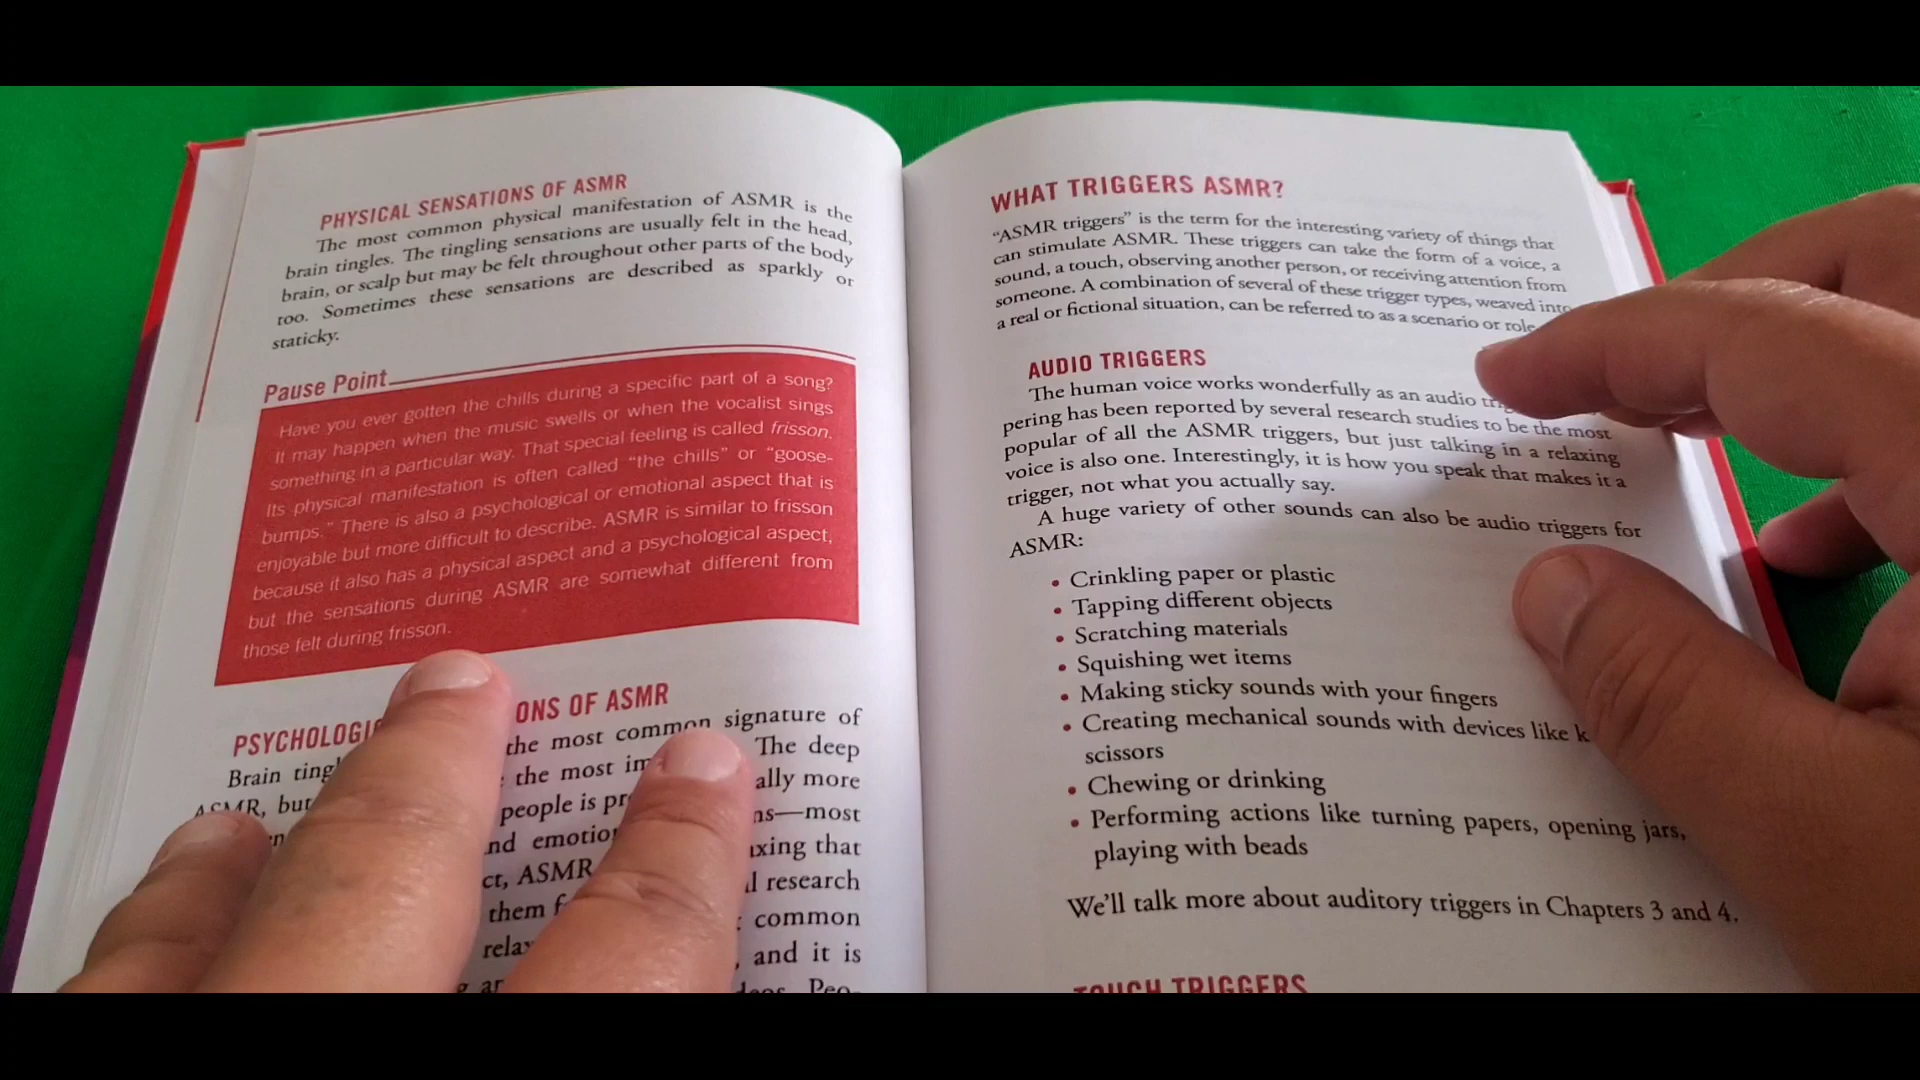 PHYSICAL SENSATIONS OF ASMR
The most common physical manifestation of ASMR is the
brain tingles. The tingling sensations are usually felt in the head,
brain, or scalp but may be felt throughout other parts of the body
too. Sometimes these sensations are described as sparkly or
staticky.
Pause Point
Have you ever gotten the chills during a specific part of a song?
It may happen when the music swells or when the vocalist sings
something in a particular way. That special feeling is called frisson.
Its physical manifestation is often called “the chills” or “goose-
bumps.” There is also a psychological or emotional aspect that is
enjoyable but more difficult to describe. ASMR is similar to frisson
because it also has a physical aspect and a psychological aspect,
but the sensations during ASMR are somewhat different from
those felt during frisson.
OF ASMR
Brain the most common signature of
ASMR, but the most The deep
people is more
most
ASMR that
them research
common
and it is
WHAT TRIGGERS ASMR?
“ASMR triggers” is the term for the interesting variety of things that
can stimulate ASMR. These triggers can take the form of a voice, a
sound, a touch, observing another person, or receiving attention from
someone. A combination of several of these trigger types, weaved into
a real or fictional situation, can be referred to as a scenario or role
AUDIO TRIGGERS
The human voice works wonderfully as an audio
pering has been reported by several research studies to be the most
popular of all the ASMR triggers, but just talking in a relaxing
voice is also one. Interestingly, it is how you speak that makes it a
trigger, not what you actually say.
A huge variety of other sounds can also be audio triggers for
ASMR:
• Crinkling paper or plastic
• Tapping different objects
• Scratching materials
• Squishing wet items
• Making sticky sounds with your fingers
• Creating mechanical sounds with devices like
scissors
• Chewing or drinking
• Performing actions like turning papers, opening jars,
playing with beads
We’ll talk more about auditory triggers in Chapters 3 and 4.
TOUCH TRIGGERS